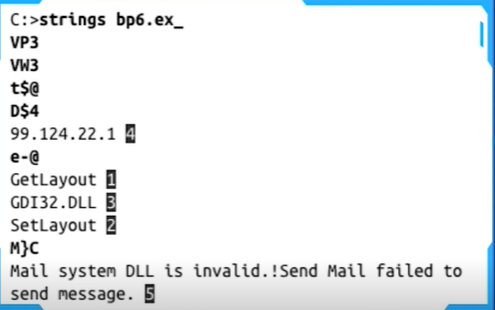 C:>strings bp6.ex_
VP3
VW3
t$@
D$4
99.124.22.1 4
e-@
GetLayout 1
GDI32.DLL 3
SetLayout 2
M}C
Mail system DLL is invalid.!Send Mail failed to
send message. 5